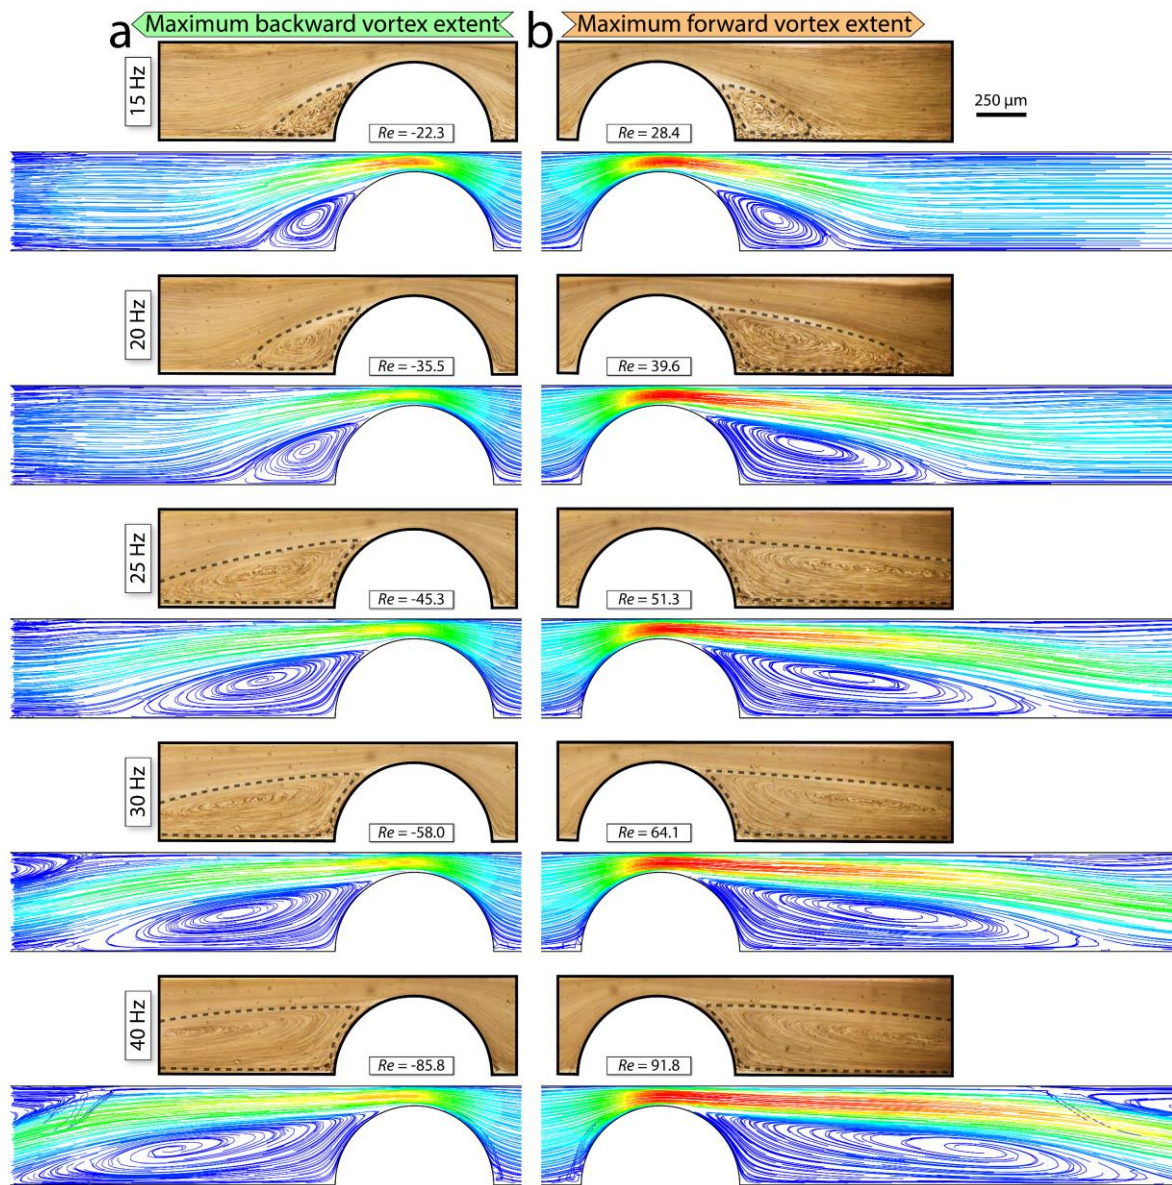 a
Maximum backward vortex extent
b
Maximum forward vortex extent
15 Hz
Re = -22.3
Re = 28.4
250 µm
20 Hz
Re = -35.5
Re = 39.6
25 Hz
Re = -45.3
Re = 51.3
30 Hz
Re = -58.0
Re = 64.1
40 Hz
Re = -85.8
Re = 91.8